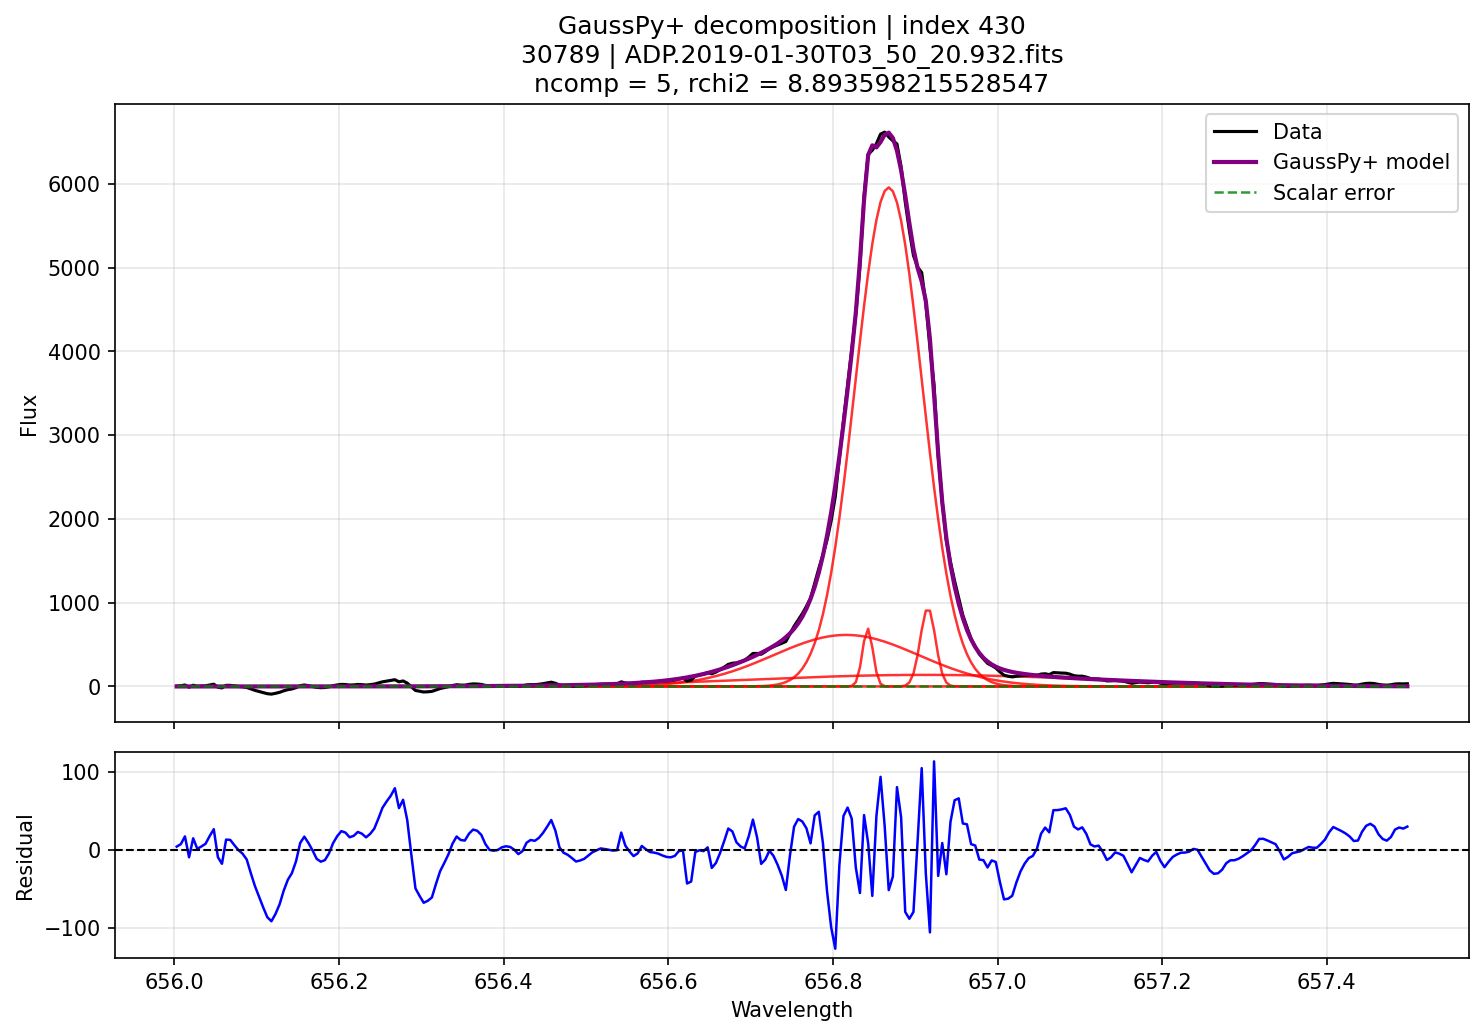 GaussPy+ decomposition | index 430
30789 | ADP.2019-01-30T03_50_20.932.fits
ncomp = 5, rchi2 = 8.893598215528547
Data
GaussPy+ model
Scalar error
Flux
6000
5000
4000
3000
2000
1000
0
Residual
100
0
−100
656.0
656.2
656.4
656.6
656.8
657.0
657.2
657.4
Wavelength